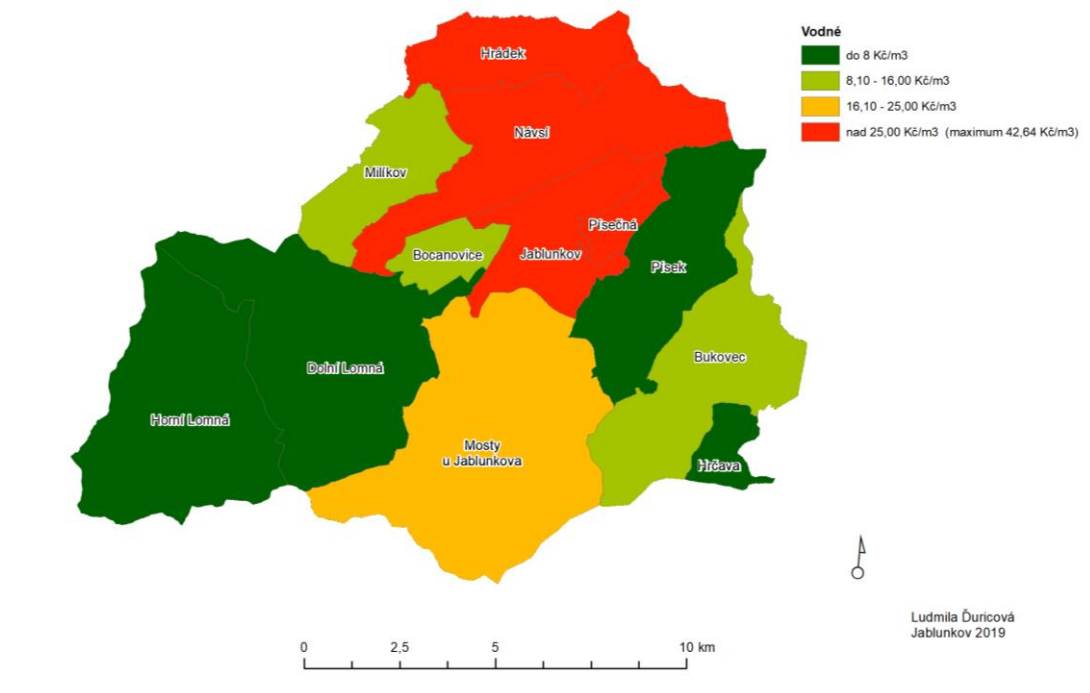 Vodné
do 8 Kč/m3
8,10 - 16,00 Kč/m3
16,10 - 25,00 Kč/m3
nad 25,00 Kč/m3 (maximum 42,64 Kč/m3)
Hrádek
Návsí
Milíkov
Písečná
Bocanovice
Jablunkov
Písek
Bukovec
Dolní Lomná
Horní Lomná
Mosty
u Jablunkova
Hrčava
Ludmila Ďuricová
Jablunkov 2019
0 2,5 5 10 km